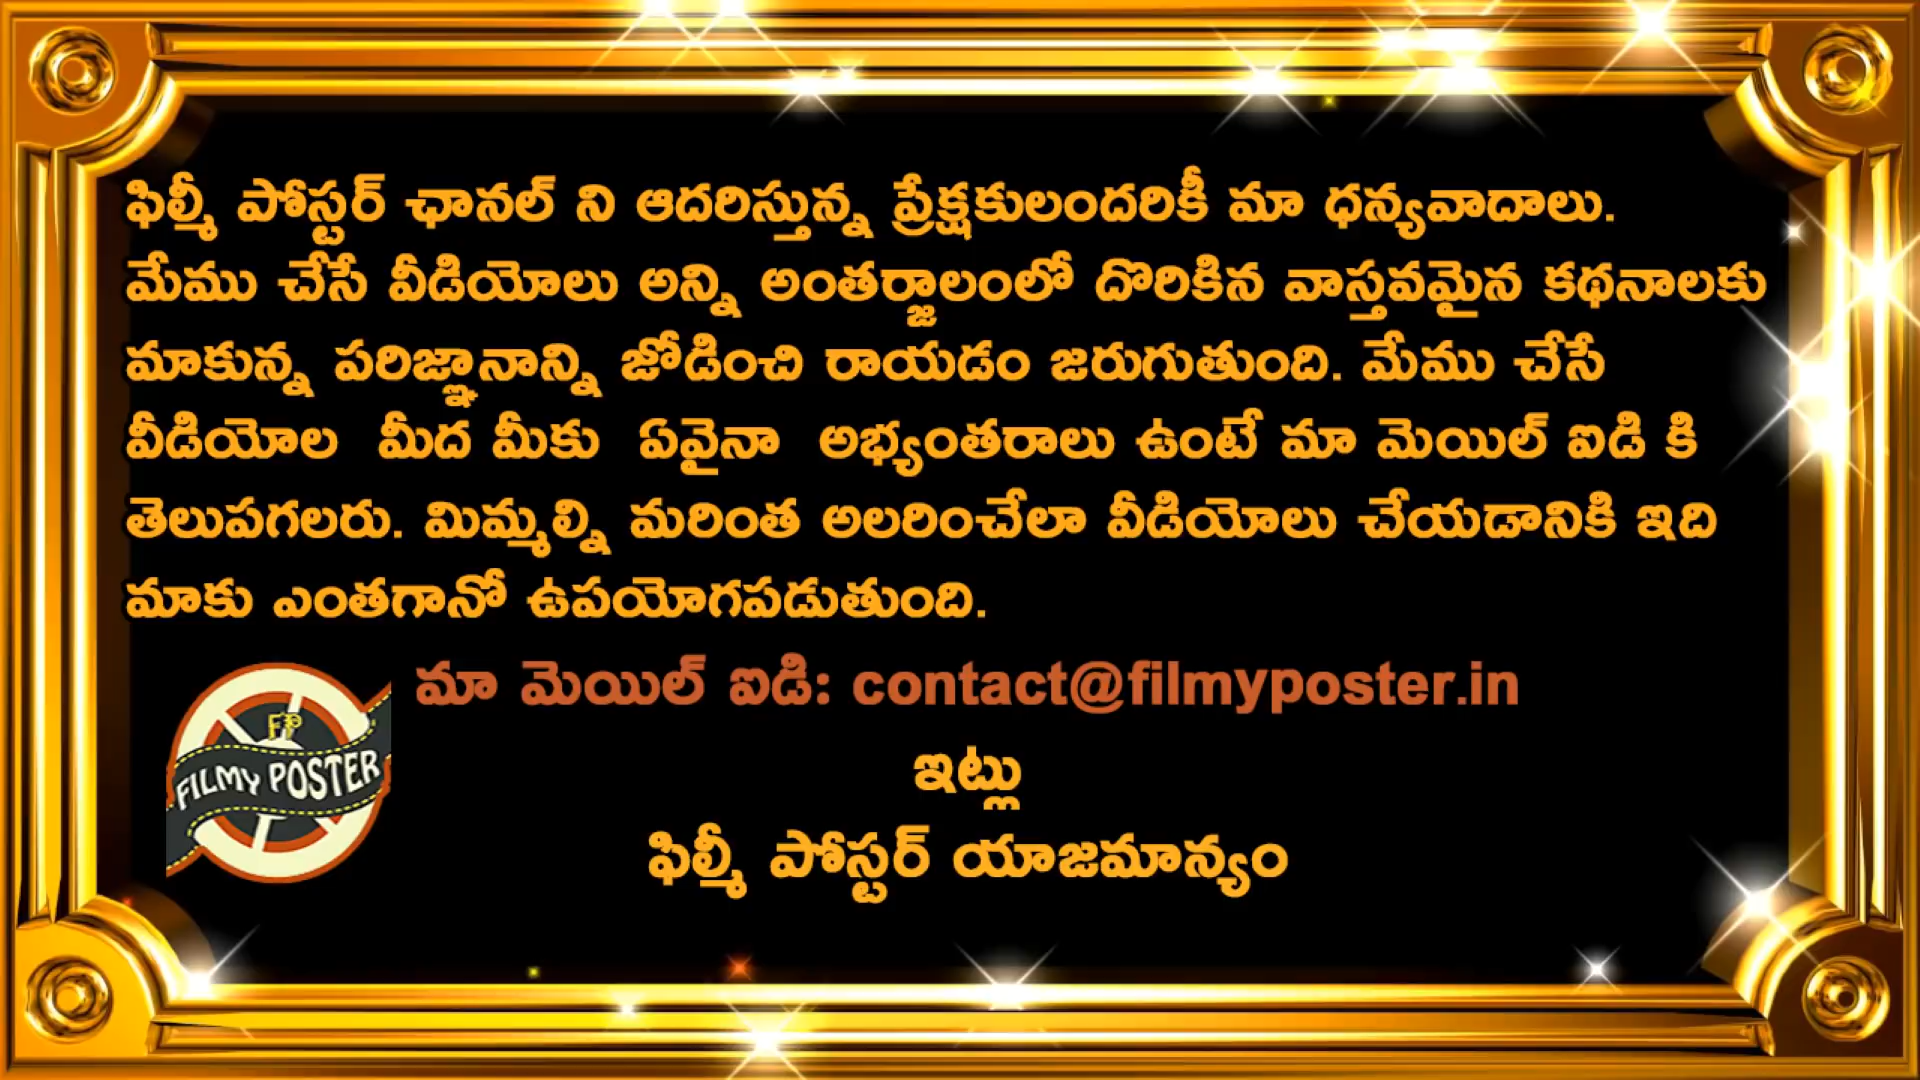 ఫిల్మీ పోస్టర్ ఛానల్ ని ఆదరిస్తున్న ప్రేక్షకులందరికీ మా ధన్యవాదాలు.
మేము చేసే వీడియోలు అన్ని అంతర్జాలంలో దొరికిన వాస్తవమైన కథనాలకు
మాకున్న పరిజ్ఞానాన్ని జోడించి రాయడం జరుగుతుంది. మేము చేసే
వీడియోల మీద మీకు ఏవైనా అభ్యంతరాలు ఉంటే మా మెయిల్ ఐడి కి
తెలుపగలరు. మిమ్మల్ని మరింత అలరించేలా వీడియోలు చేయడానికి ఇది
మాకు ఎంతగానో ఉపయోగపడుతుంది.
మా మెయిల్ ఐడి: contact@filmyposter.in
FP
FILMY POSTER
ఇట్లు
ఫిల్మీ పోస్టర్ యాజమాన్యం